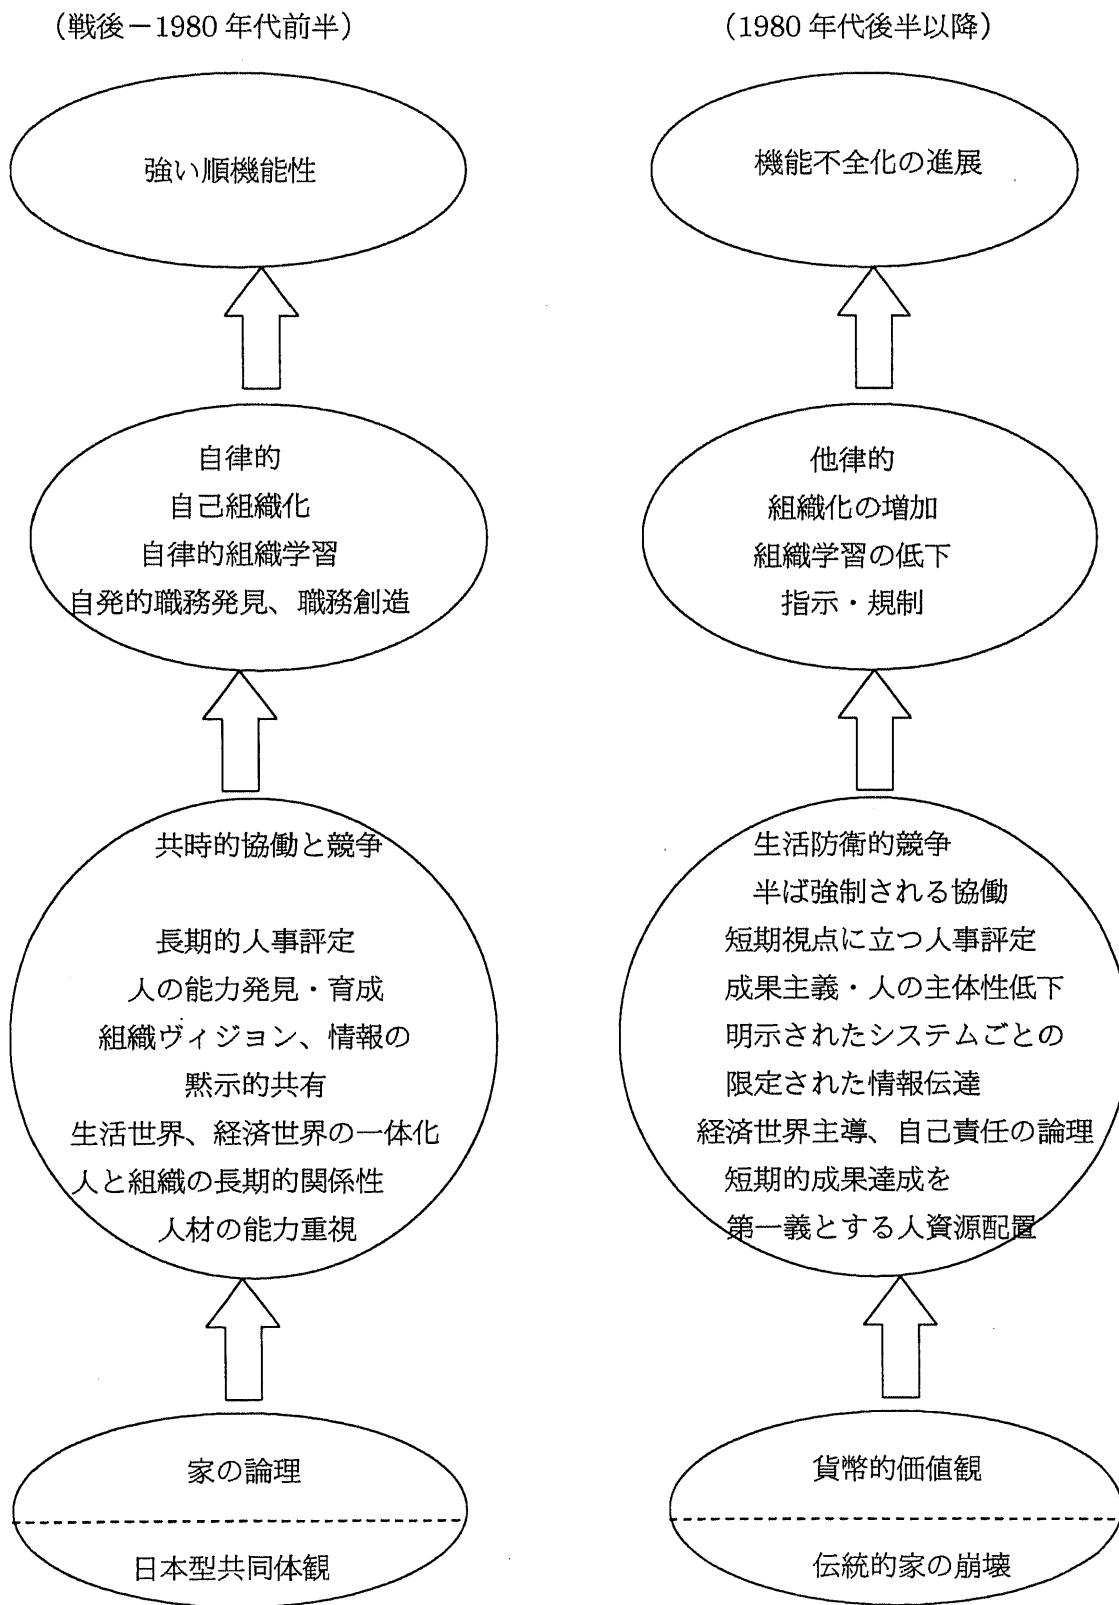 （戦後－1980年代前半）
強い順機能性
自律的
自己組織化
自律的組織学習
自発的職務発見、職務創造
共時的協働と競争
長期的人事評定
人の能力発見・育成
組織ヴィジョン、情報の
黙示的共有
生活世界、経済世界の一体化
人と組織の長期的関係性
人材の能力重視
家の論理
日本型共同体観
（1980年代後半以降）
機能不全化の進展
他律的
組織化の増加
組織学習の低下
指示・規制
生活防衛的競争
半ば強制される協働
短期視点に立つ人事評定
成果主義・人の主体性低下
明示されたシステムごとの
限定された情報伝達
経済世界主導、自己責任の論理
短期的成果達成を
第一義とする人資源配置
貨幣的価値観
伝統的家の崩壊